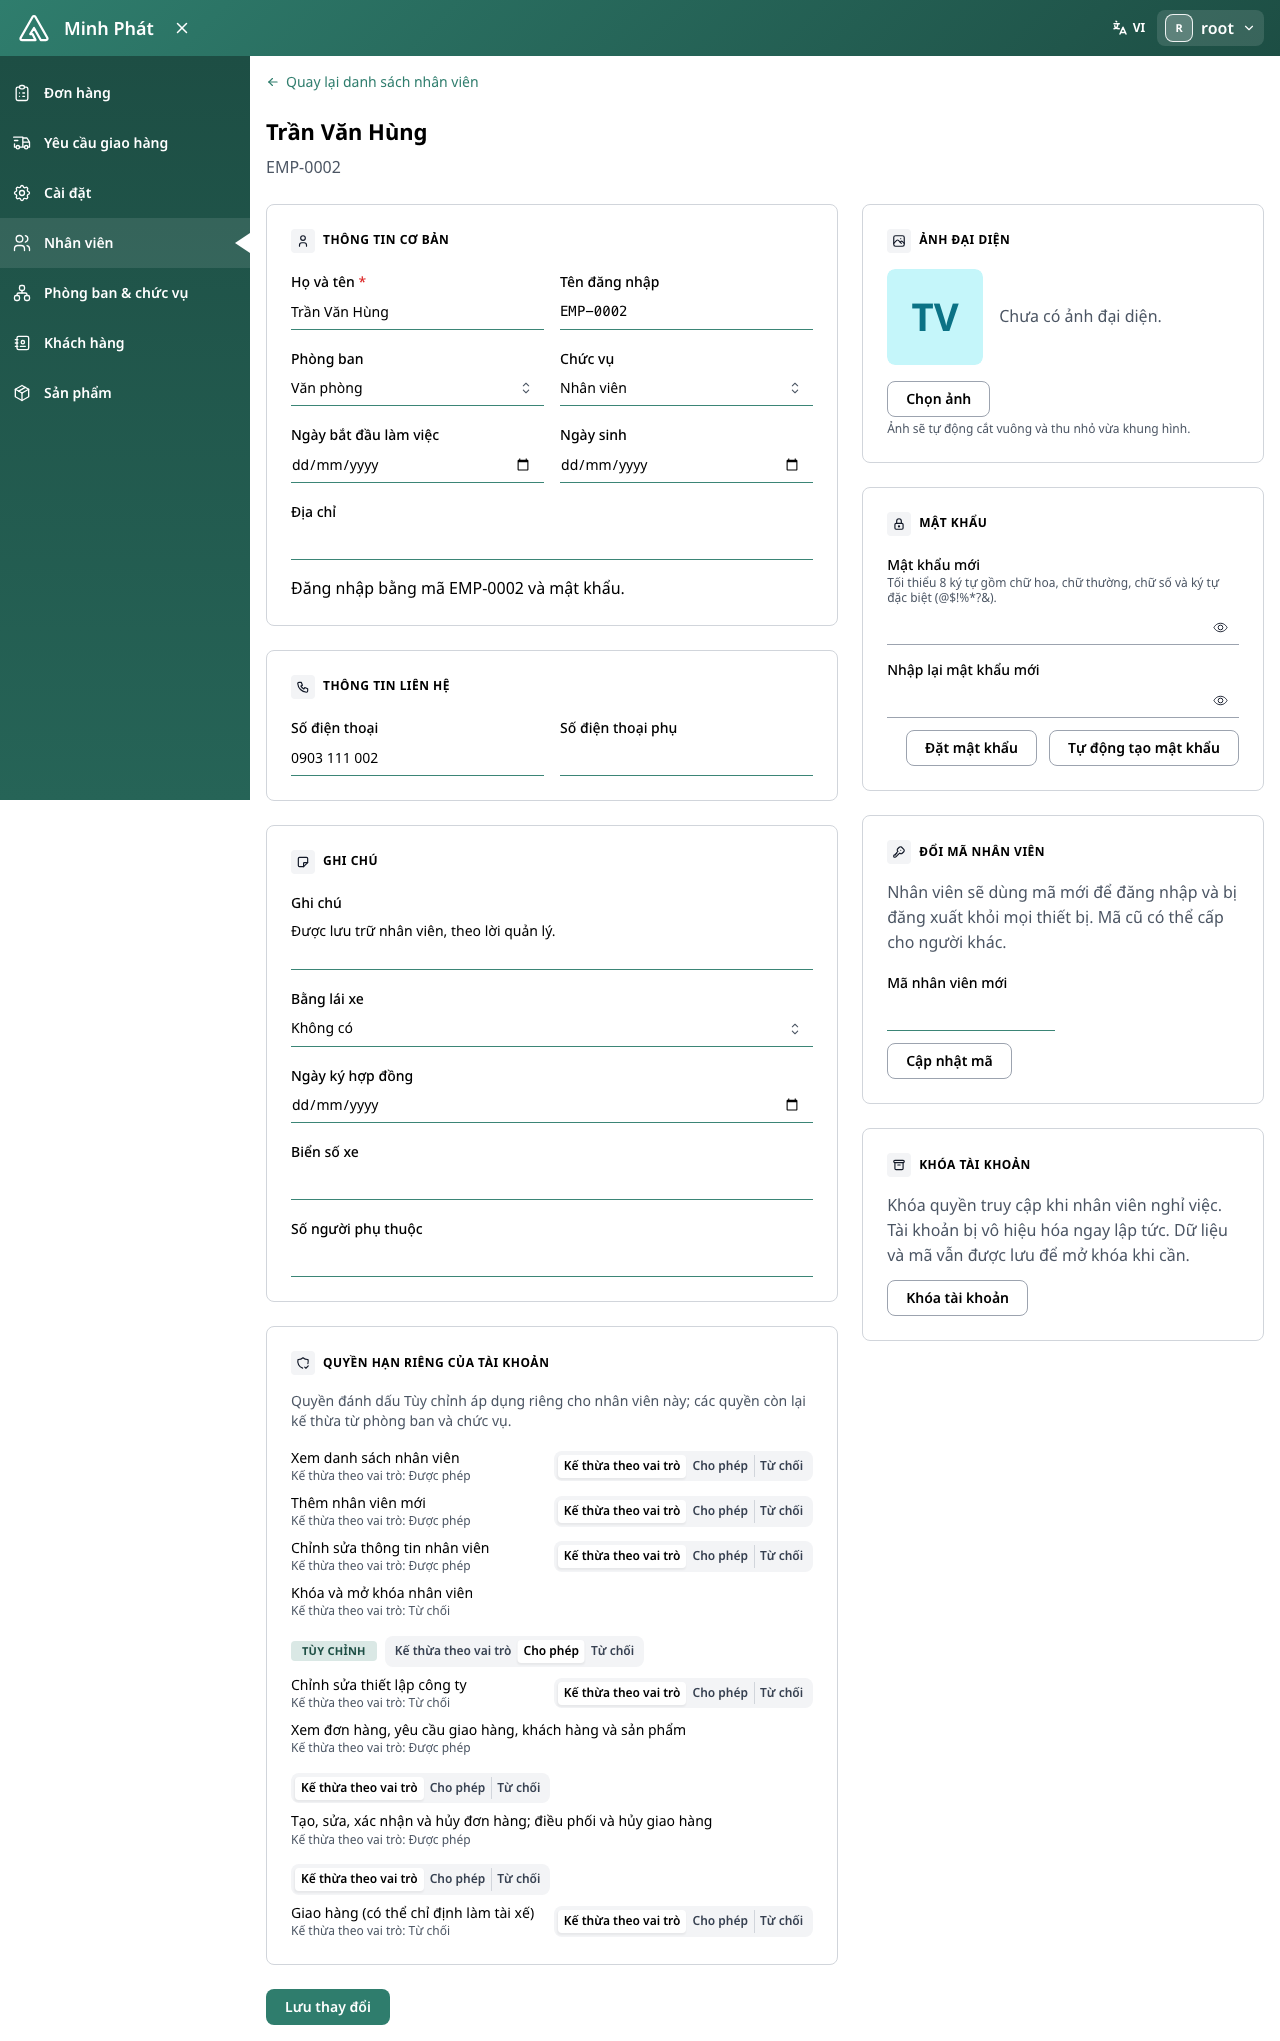 Minh Phát
VI
R
root
Đơn hàng
Yêu cầu giao hàng
Cài đặt
Nhân viên
Phòng ban & chức vụ
Khách hàng
Sản phẩm
Quay lại danh sách nhân viên
Trần Văn Hùng
EMP-0002
THÔNG TIN CƠ BẢN
Họ và tên *
Tên đăng nhập
Trần Văn Hùng
EMP-0002
Phòng ban
Chức vụ
Văn phòng
Nhân viên
Ngày bắt đầu làm việc
Ngày sinh
dd/mm/yyyy
dd/mm/yyyy
Địa chỉ
Đăng nhập bằng mã EMP-0002 và mật khẩu.
THÔNG TIN LIÊN HỆ
Số điện thoại
Số điện thoại phụ
0903 111 002
GHI CHÚ
Ghi chú
Được lưu trữ nhân viên, theo lời quản lý.
Bằng lái xe
Không có
Ngày ký hợp đồng
dd/mm/yyyy
Biển số xe
Số người phụ thuộc
QUYỀN HẠN RIÊNG CỦA TÀI KHOẢN
Quyền đánh dấu Tùy chỉnh áp dụng riêng cho nhân viên này; các quyền còn lại
kế thừa từ phòng ban và chức vụ.
Xem danh sách nhân viên
Kế thừa theo vai trò: Được phép
Kế thừa theo vai trò Cho phép Từ chối
Thêm nhân viên mới
Kế thừa theo vai trò: Được phép
Kế thừa theo vai trò Cho phép Từ chối
Chỉnh sửa thông tin nhân viên
Kế thừa theo vai trò: Được phép
Kế thừa theo vai trò Cho phép Từ chối
Khóa và mở khóa nhân viên
Kế thừa theo vai trò: Từ chối
TÙY CHỈNH
Kế thừa theo vai trò Cho phép Từ chối
Chỉnh sửa thiết lập công ty
Kế thừa theo vai trò: Từ chối
Kế thừa theo vai trò Cho phép Từ chối
Xem đơn hàng, yêu cầu giao hàng, khách hàng và sản phẩm
Kế thừa theo vai trò: Được phép
Kế thừa theo vai trò Cho phép Từ chối
Tạo, sửa, xác nhận và hủy đơn hàng; điều phối và hủy giao hàng
Kế thừa theo vai trò: Được phép
Kế thừa theo vai trò Cho phép Từ chối
Giao hàng (có thể chỉ định làm tài xế)
Kế thừa theo vai trò: Từ chối
Kế thừa theo vai trò Cho phép Từ chối
Lưu thay đổi
ẢNH ĐẠI DIỆN
TV
Chưa có ảnh đại diện.
Chọn ảnh
Ảnh sẽ tự động cắt vuông và thu nhỏ vừa khung hình.
MẬT KHẨU
Mật khẩu mới
Tối thiểu 8 ký tự gồm chữ hoa, chữ thường, chữ số và ký tự
đặc biệt (@$!%*?&).
Nhập lại mật khẩu mới
Đặt mật khẩu
Tự động tạo mật khẩu
ĐỔI MÃ NHÂN VIÊN
Nhân viên sẽ dùng mã mới để đăng nhập và bị
đăng xuất khỏi mọi thiết bị. Mã cũ có thể cấp
cho người khác.
Mã nhân viên mới
Cập nhật mã
KHÓA TÀI KHOẢN
Khóa quyền truy cập khi nhân viên nghỉ việc.
Tài khoản bị vô hiệu hóa ngay lập tức. Dữ liệu
và mã vẫn được lưu để mở khóa khi cần.
Khóa tài khoản